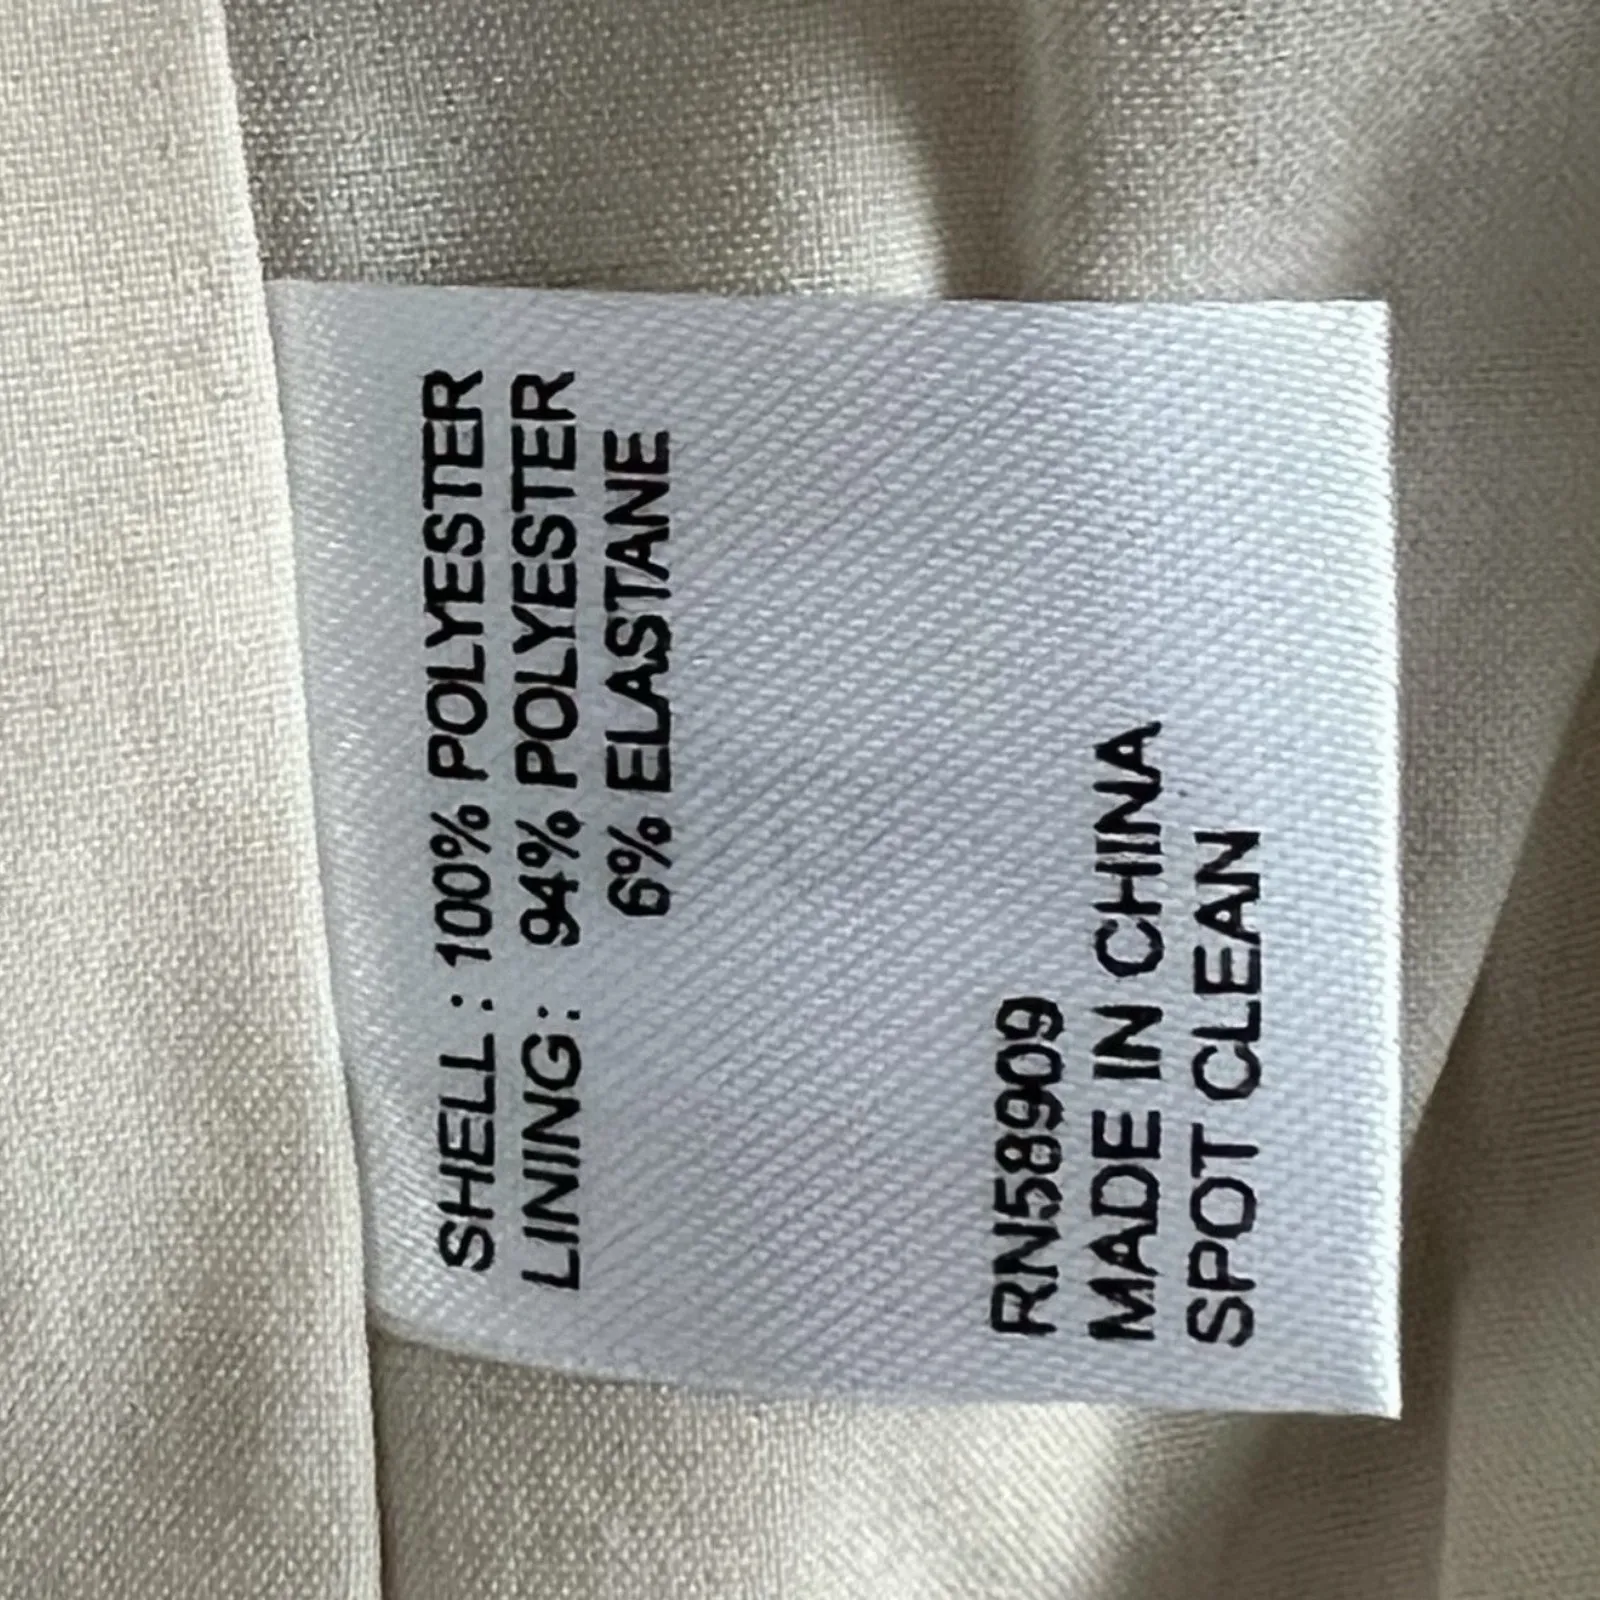 SHELL : 100% POLYESTER
LINING: 94% POLYESTER
6% ELASTANE
RN58909
MADE IN CHINA
SPOT CLEAN